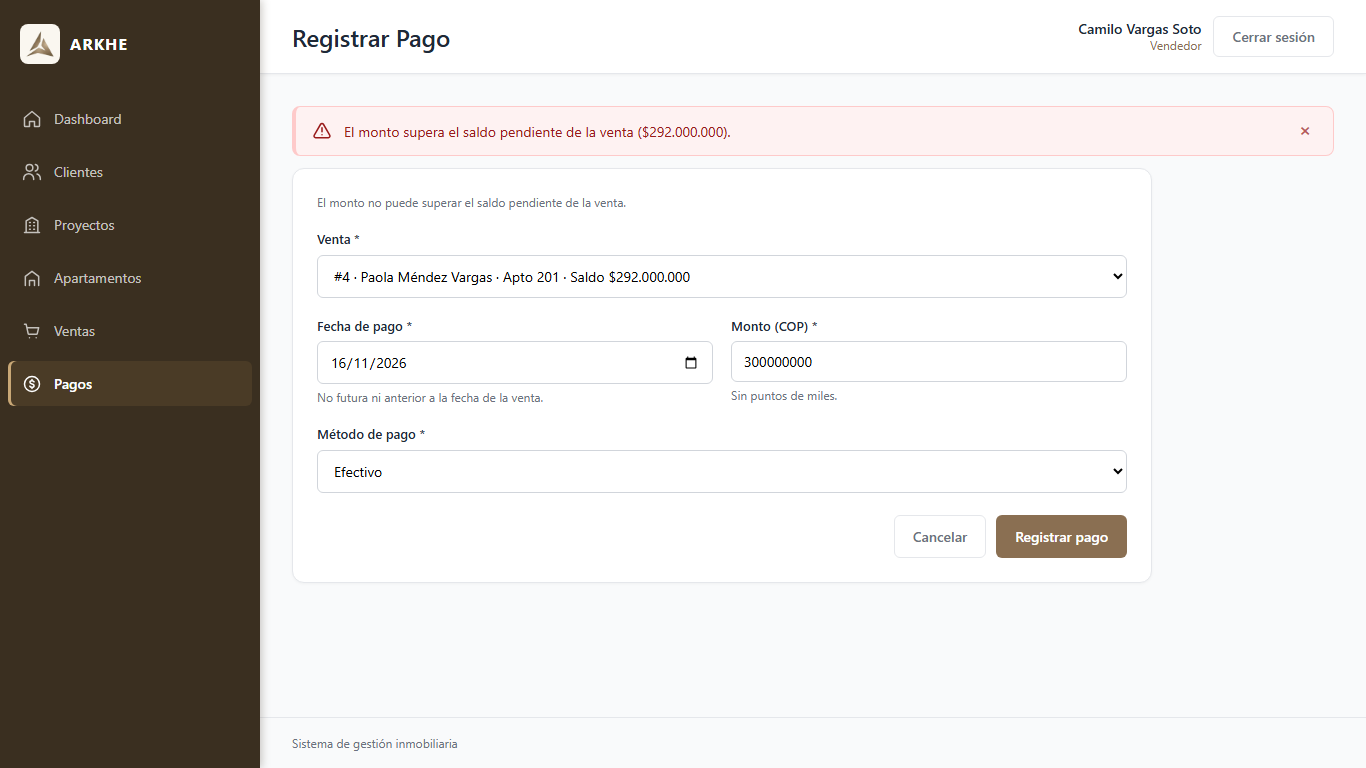 ARKHE
Dashboard
Clientes
Proyectos
Apartamentos
Ventas
Pagos
Registrar Pago
Camilo Vargas Soto
Vendedor
Cerrar sesión
El monto supera el saldo pendiente de la venta ($292.000.000).
×
El monto no puede superar el saldo pendiente de la venta.
Venta *
#4 · Paola Méndez Vargas · Apto 201 · Saldo $292.000.000
Fecha de pago *
16/11/2026
No futura ni anterior a la fecha de la venta.
Monto (COP) *
300000000
Sin puntos de miles.
Método de pago *
Efectivo
Cancelar
Registrar pago
Sistema de gestión inmobiliaria